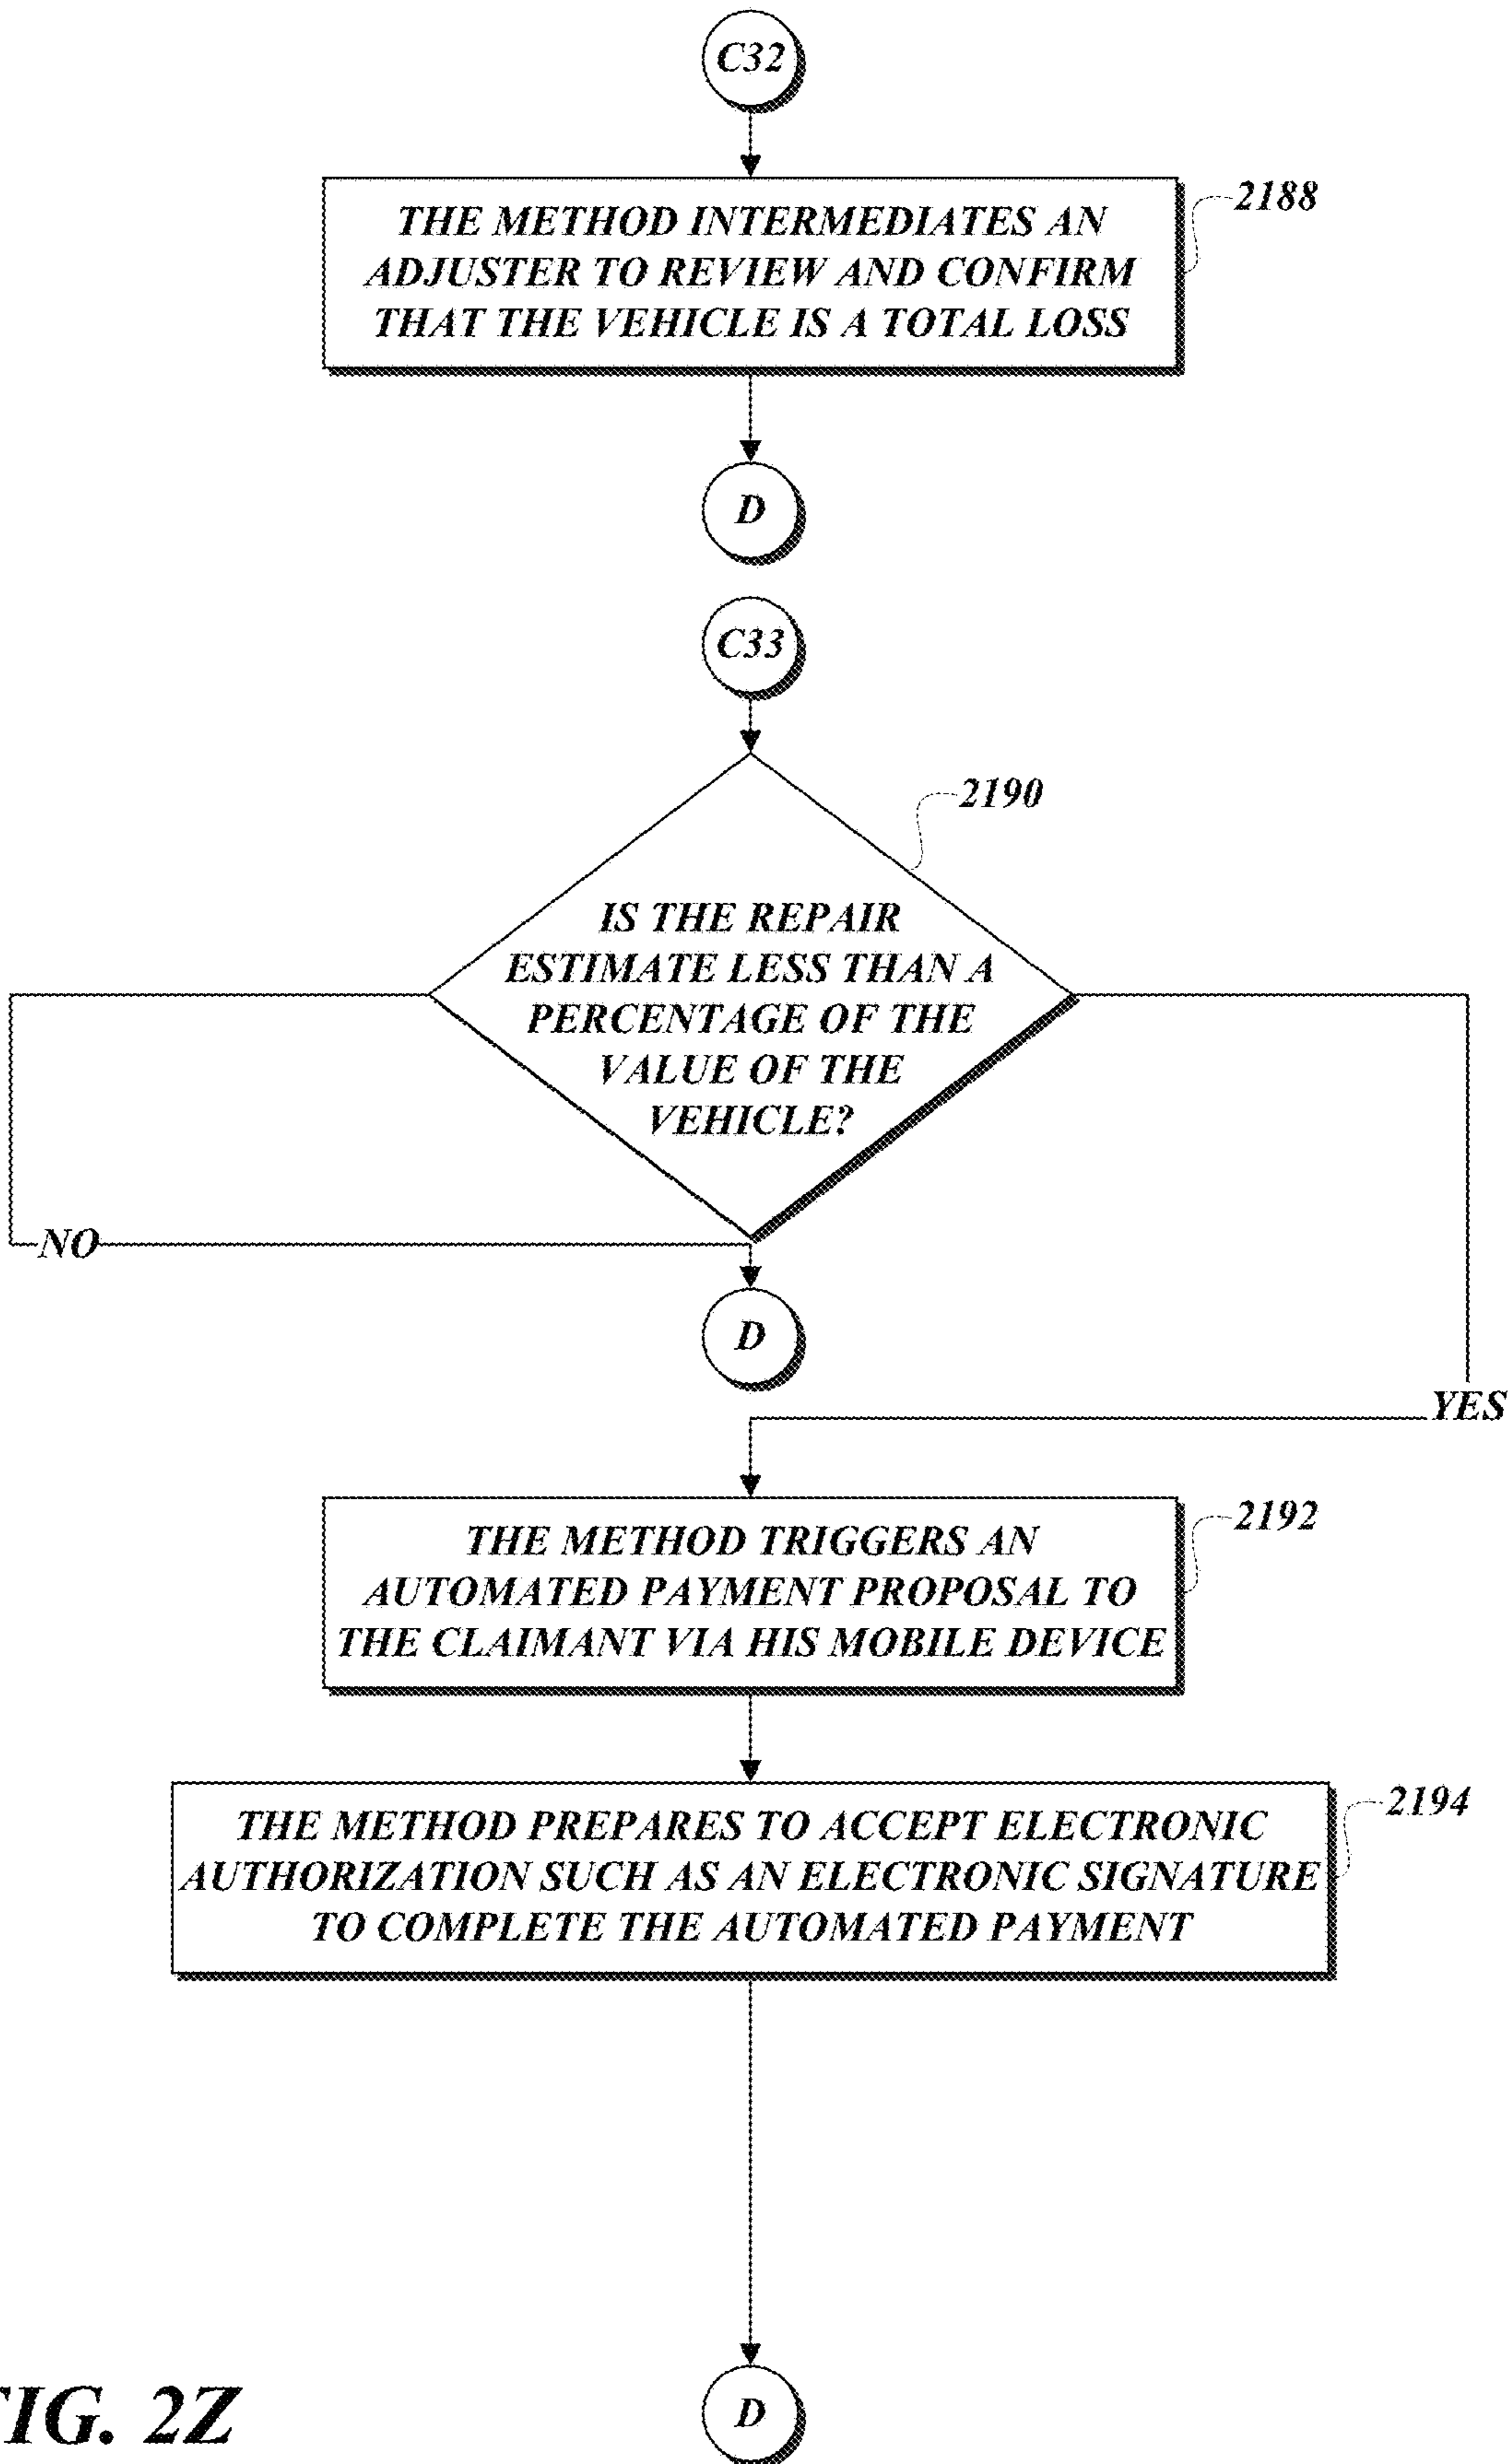 C32
2188
THE METHOD INTERMEDIATES AN
ADJUSTER TO REVIEW AND CONFIRM
THAT THE VEHICLE IS A TOTAL LOSS
D
C33
2190
IS THE REPAIR
ESTIMATE LESS THAN A
PERCENTAGE OF THE
VALUE OF THE
VEHICLE?
NO
D
YES
2192
THE METHOD TRIGGERS AN
AUTOMATED PAYMENT PROPOSAL TO
THE CLAIMANT VIA HIS MOBILE DEVICE
2194
THE METHOD PREPARES TO ACCEPT ELECTRONIC
AUTHORIZATION SUCH AS AN ELECTRONIC SIGNATURE
TO COMPLETE THE AUTOMATED PAYMENT
D
FIG. 2Z